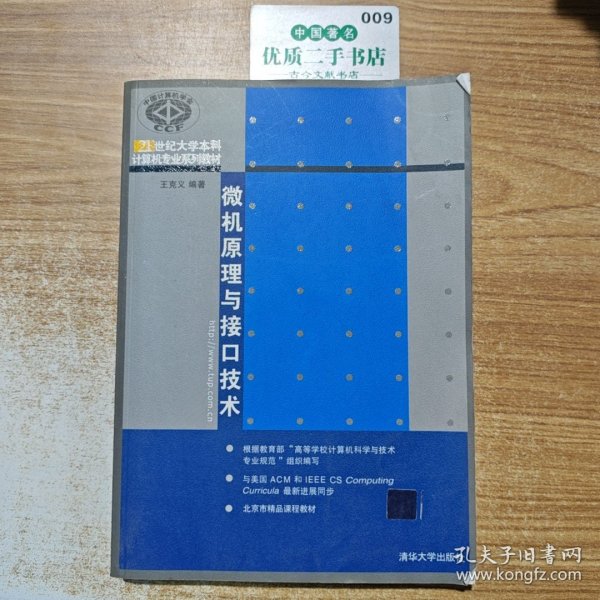 009
中国著名
优质二手书店
古今文献书店
中国计算机学会
CCF
21世纪大学本科
计算机专业系列教材
王克义 编著
微机原理与接口技术
http://www.tup.com.cn
根据教育部“高等学校计算机科学与技术
专业规范”组织编写
与美国 ACM 和 IEEE CS Computing
Curricula 最新进展同步
北京市精品课程教材
清华大学出版
孔夫子旧书网
www.kongfz.com